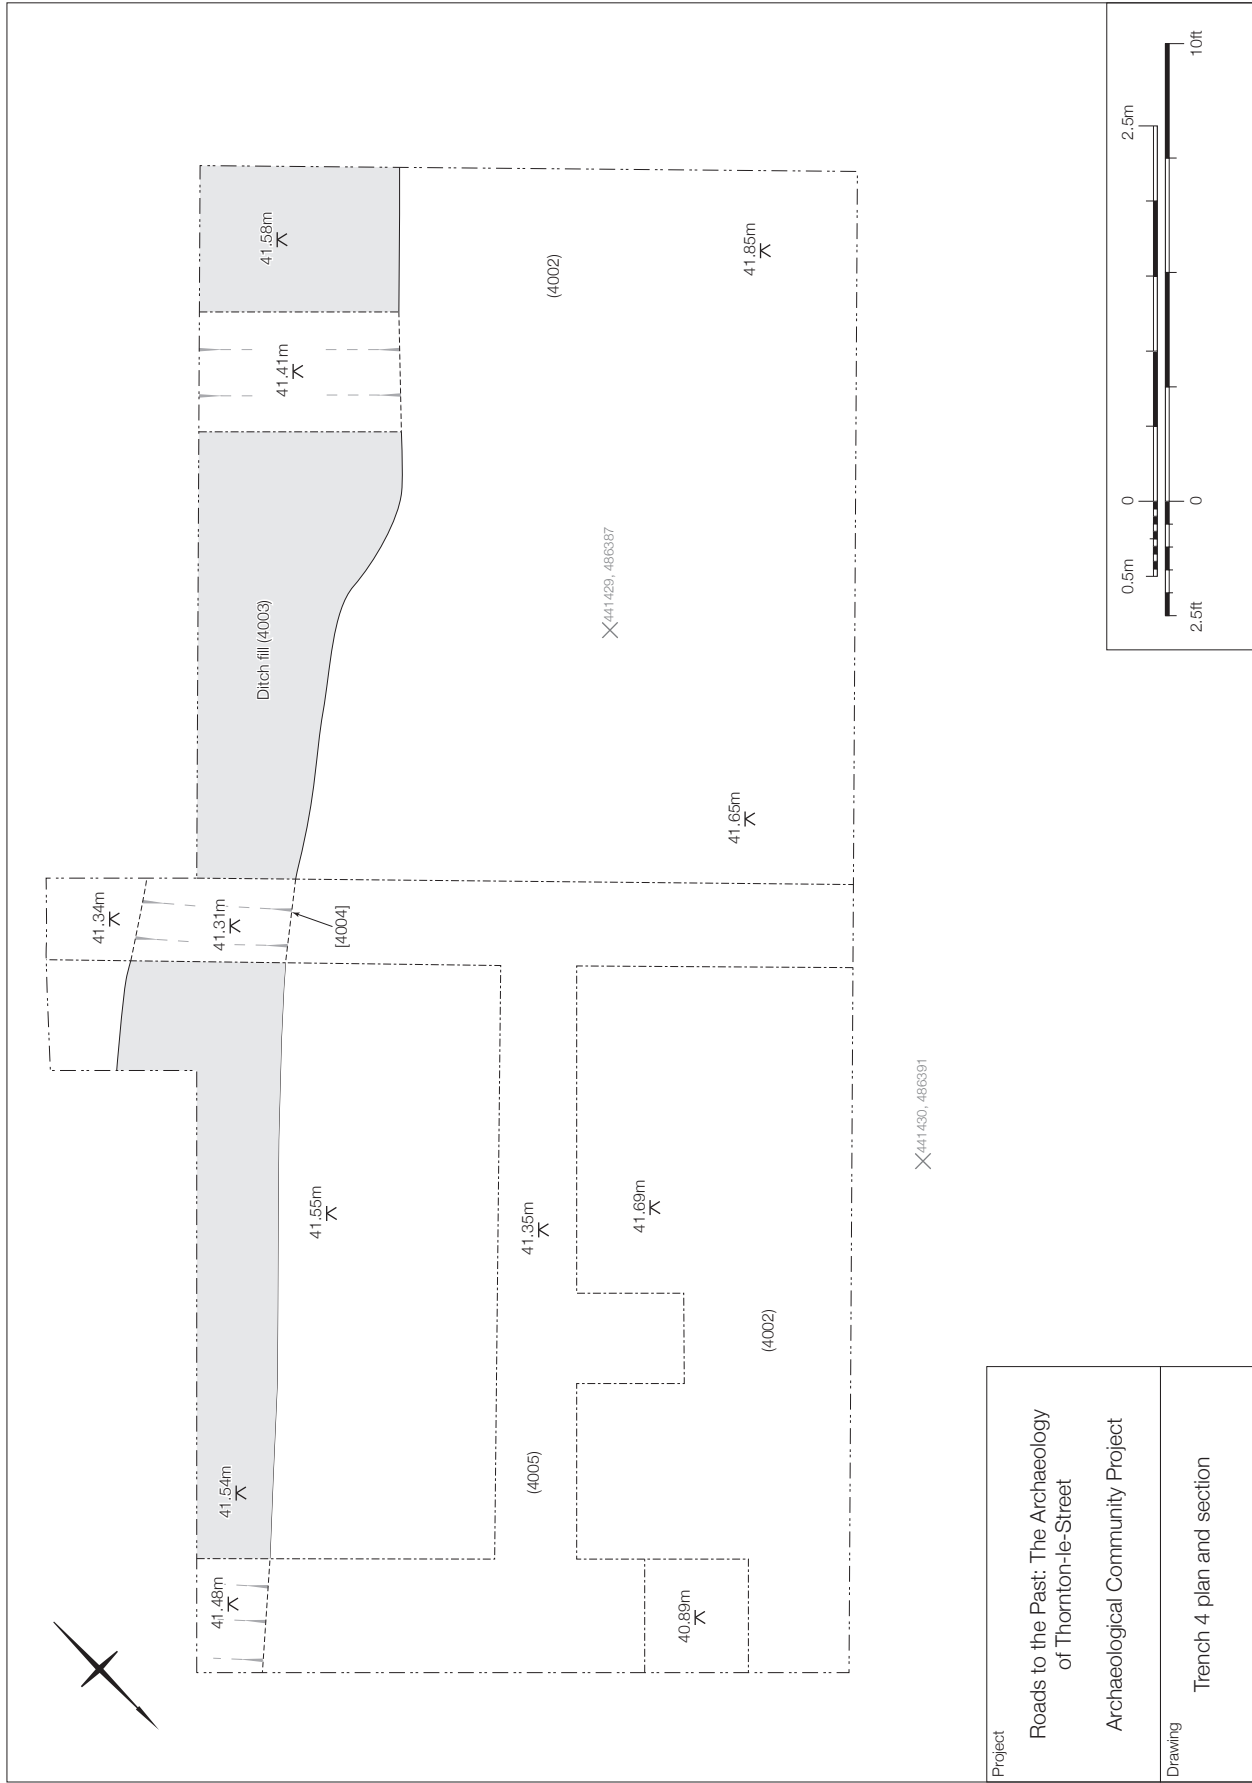 41.48m
41.54m
41.34m
41.31m
[4004]
Ditch fill (4003)
41.41m
41.58m
41.55m
(4005)
41.35m
41.69m
40.89m
(4002)
41.65m
441429, 486387
(4002)
41.85m
441430, 486391
Project
Roads to the Past: The Archaeology
of Thornton-le-Street
Archaeological Community Project
Drawing
Trench 4 plan and section
0.5m
0
2.5m
2.5ft
0
10ft